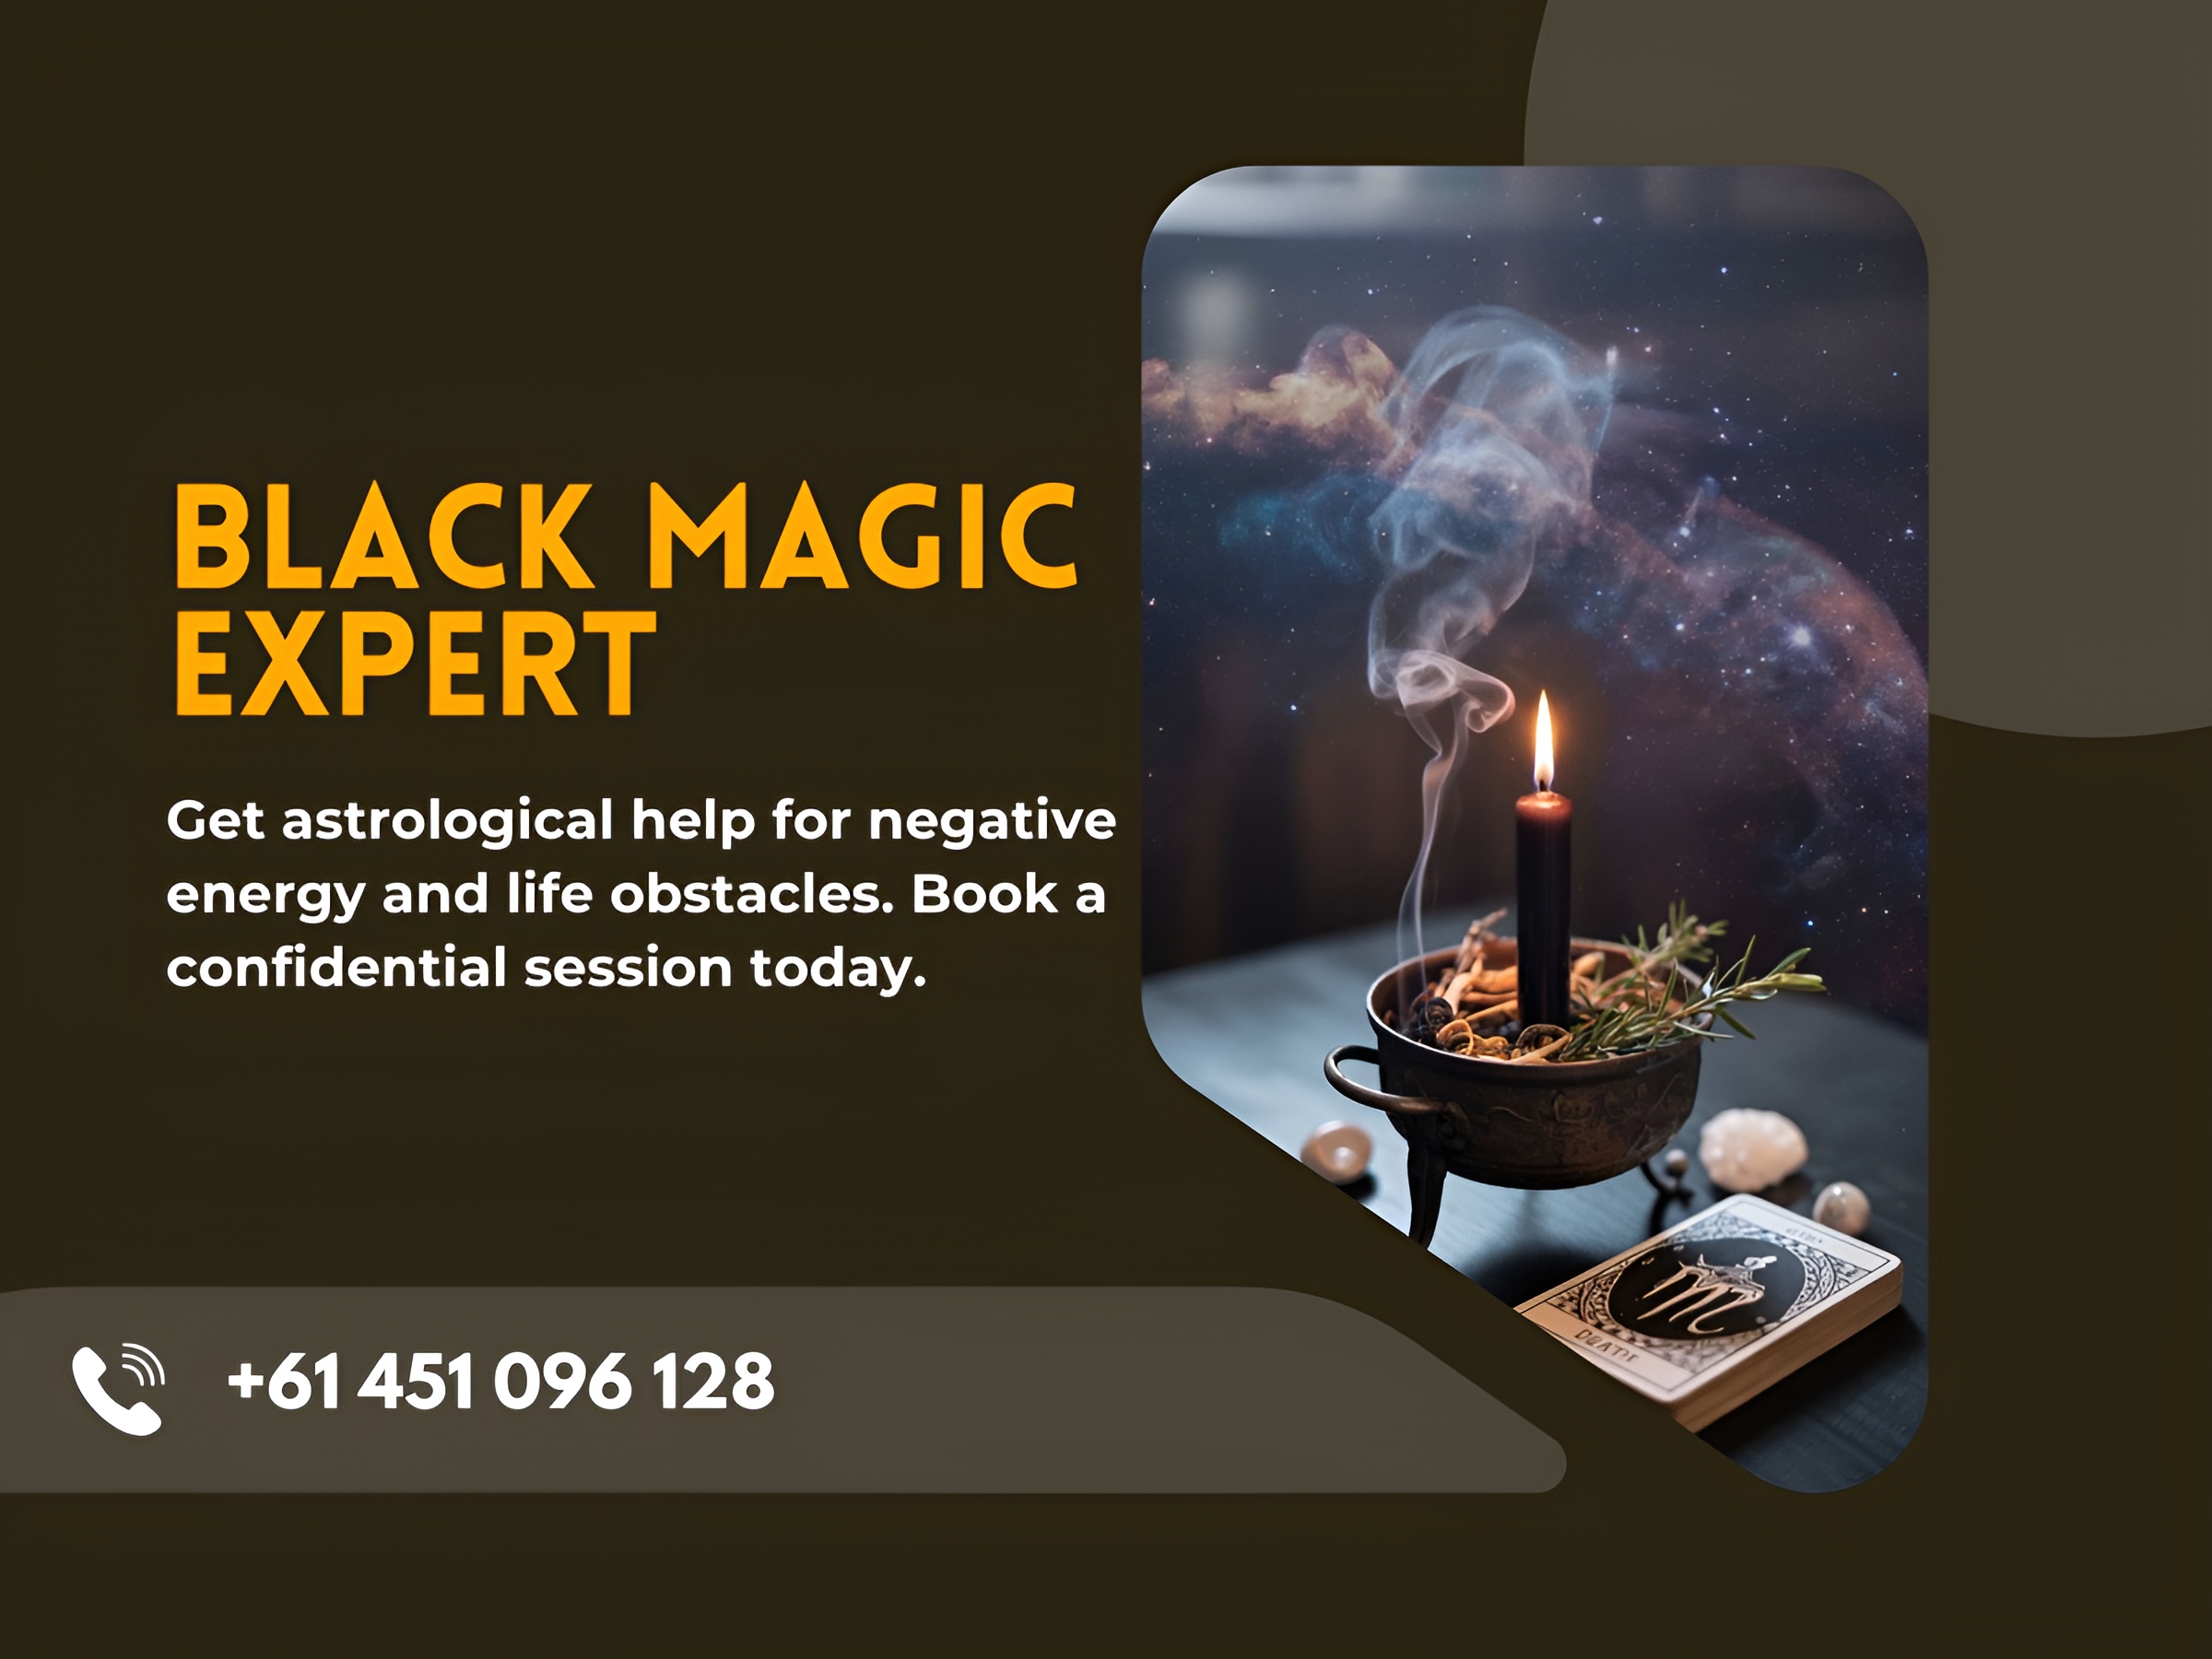 BLACK MAGIC
EXPERT
Get astrological help for negative
energy and life obstacles. Book a
confidential session today.
+61 451 096 128